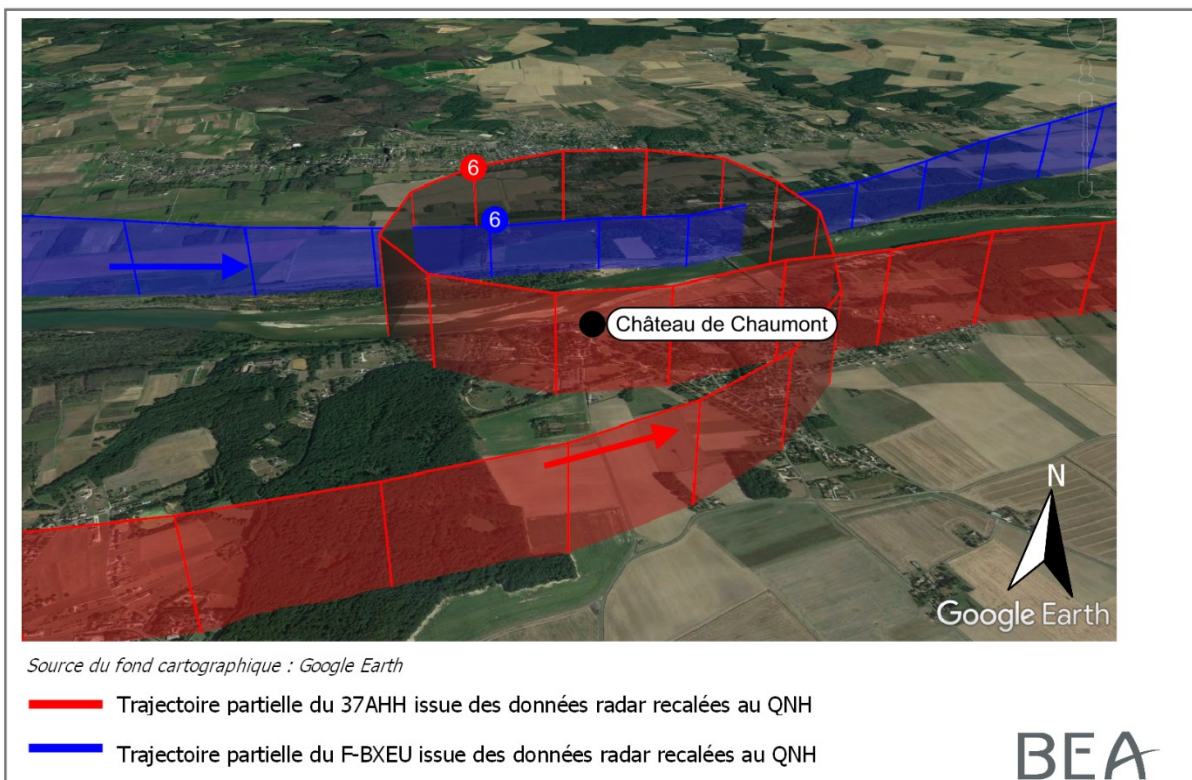 6
6
Château de Chaumont
N
Google Earth
Source du fond cartographique : Google Earth
Trajectoire partielle du 37AHH issue des données radar recalées au QNH
Trajectoire partielle du F-BXEU issue des données radar recalées au QNH
BEA